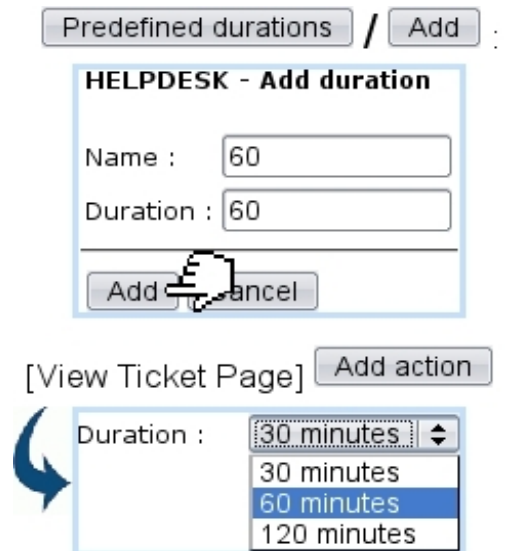 Predefined durations / Add :
HELPDESK - Add duration
Name : 60
Duration : 60
Add Cancel
[View Ticket Page] Add action
Duration : 30 minutes
30 minutes
60 minutes
120 minutes